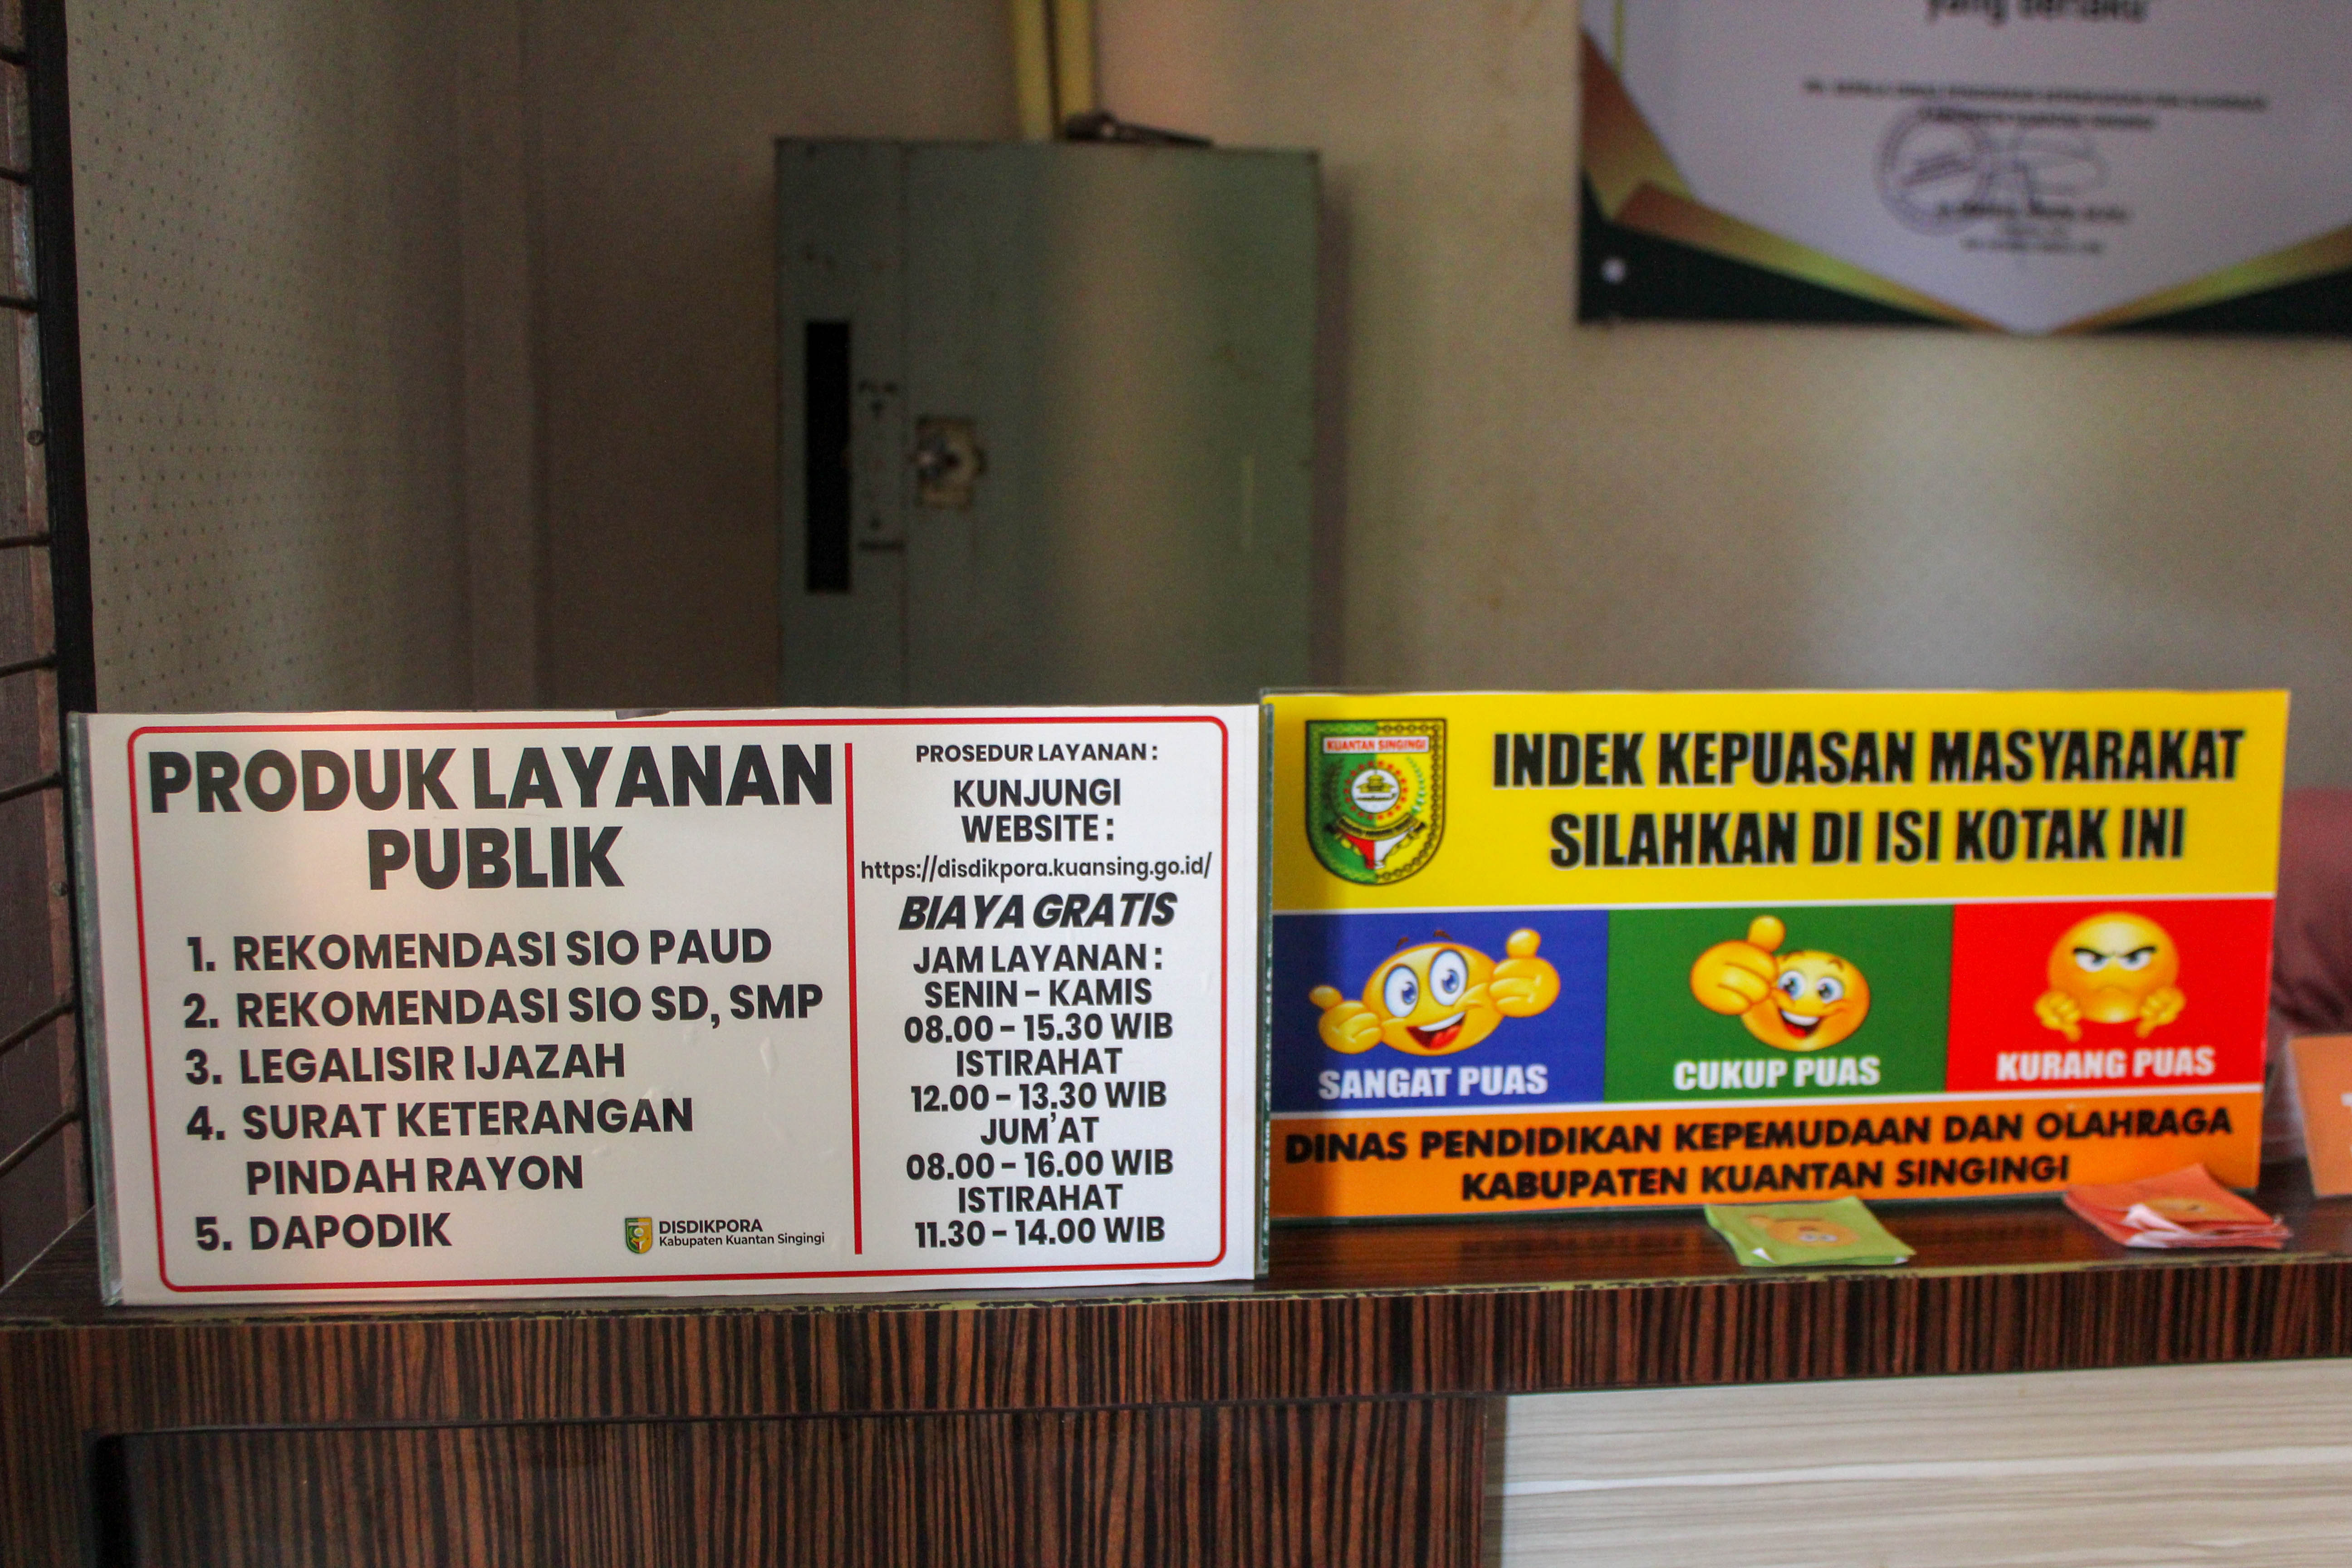 yang berlaku
PRODUK LAYANAN
PUBLIK
1. REKOMENDASI SIO PAUD
2. REKOMENDASI SIO SD, SMP
3. LEGALISIR IJAZAH
4. SURAT KETERANGAN
PINDAH RAYON
5. DAPODIK
DISDIKPORA
Kabupaten Kuantan Singingi
PROSEDUR LAYANAN :
KUNJUNGI
WEBSITE :
https://disdikpora.kuansing.go.id/
BIAYA GRATIS
JAM LAYANAN :
SENIN - KAMIS
08.00 - 15.30 WIB
ISTIRAHAT
12.00 - 13.30 WIB
JUM'AT
08.00 - 16.00 WIB
ISTIRAHAT
11.30 - 14.00 WIB
KUANTAN SINGINGI
INDEK KEPUASAN MASYARAKAT
SILAHKAN DI ISI KOTAK INI
SANGAT PUAS
CUKUP PUAS
KURANG PUAS
DINAS PENDIDIKAN KEPEMUDAAN DAN OLAHRAGA
KABUPATEN KUANTAN SINGINGI